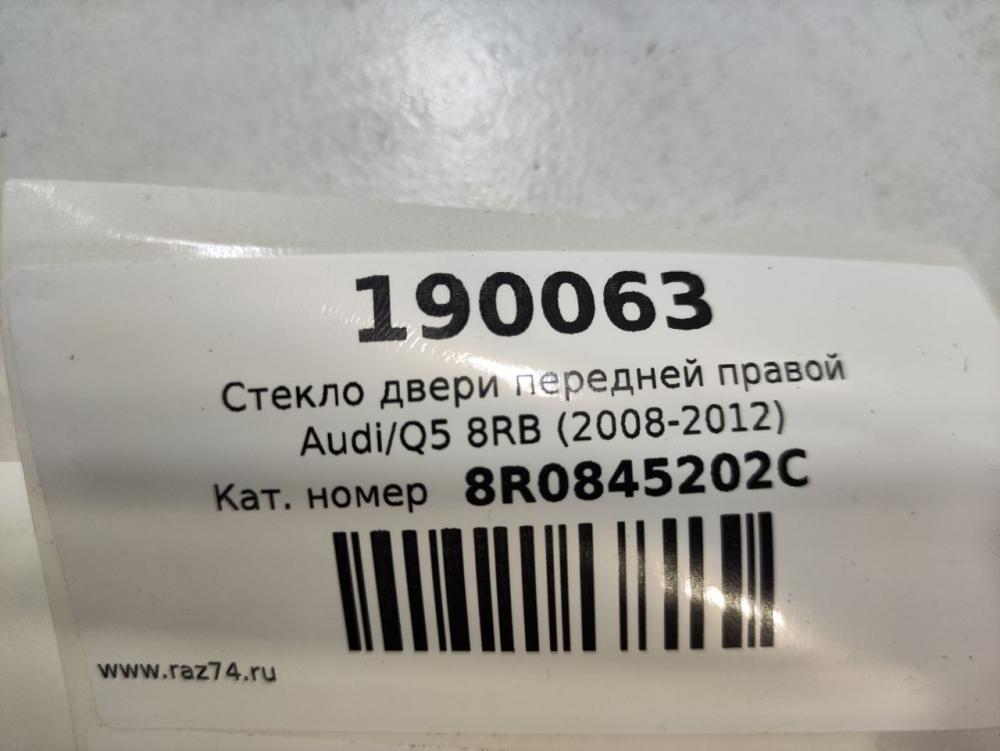 190063
Стекло двери передней правой
Audi/Q5 8RB (2008-2012)
Кат. номер 8R0845202C
www.raz74.ru